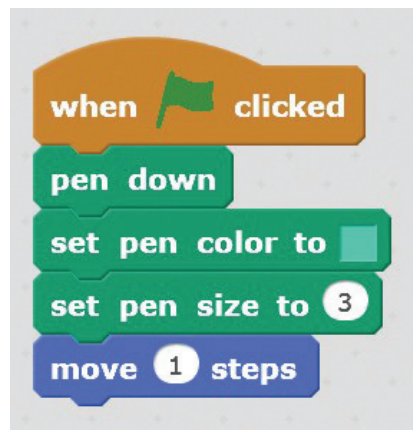 when clicked
pen down
set pen color to
set pen size to 3
move 1 steps